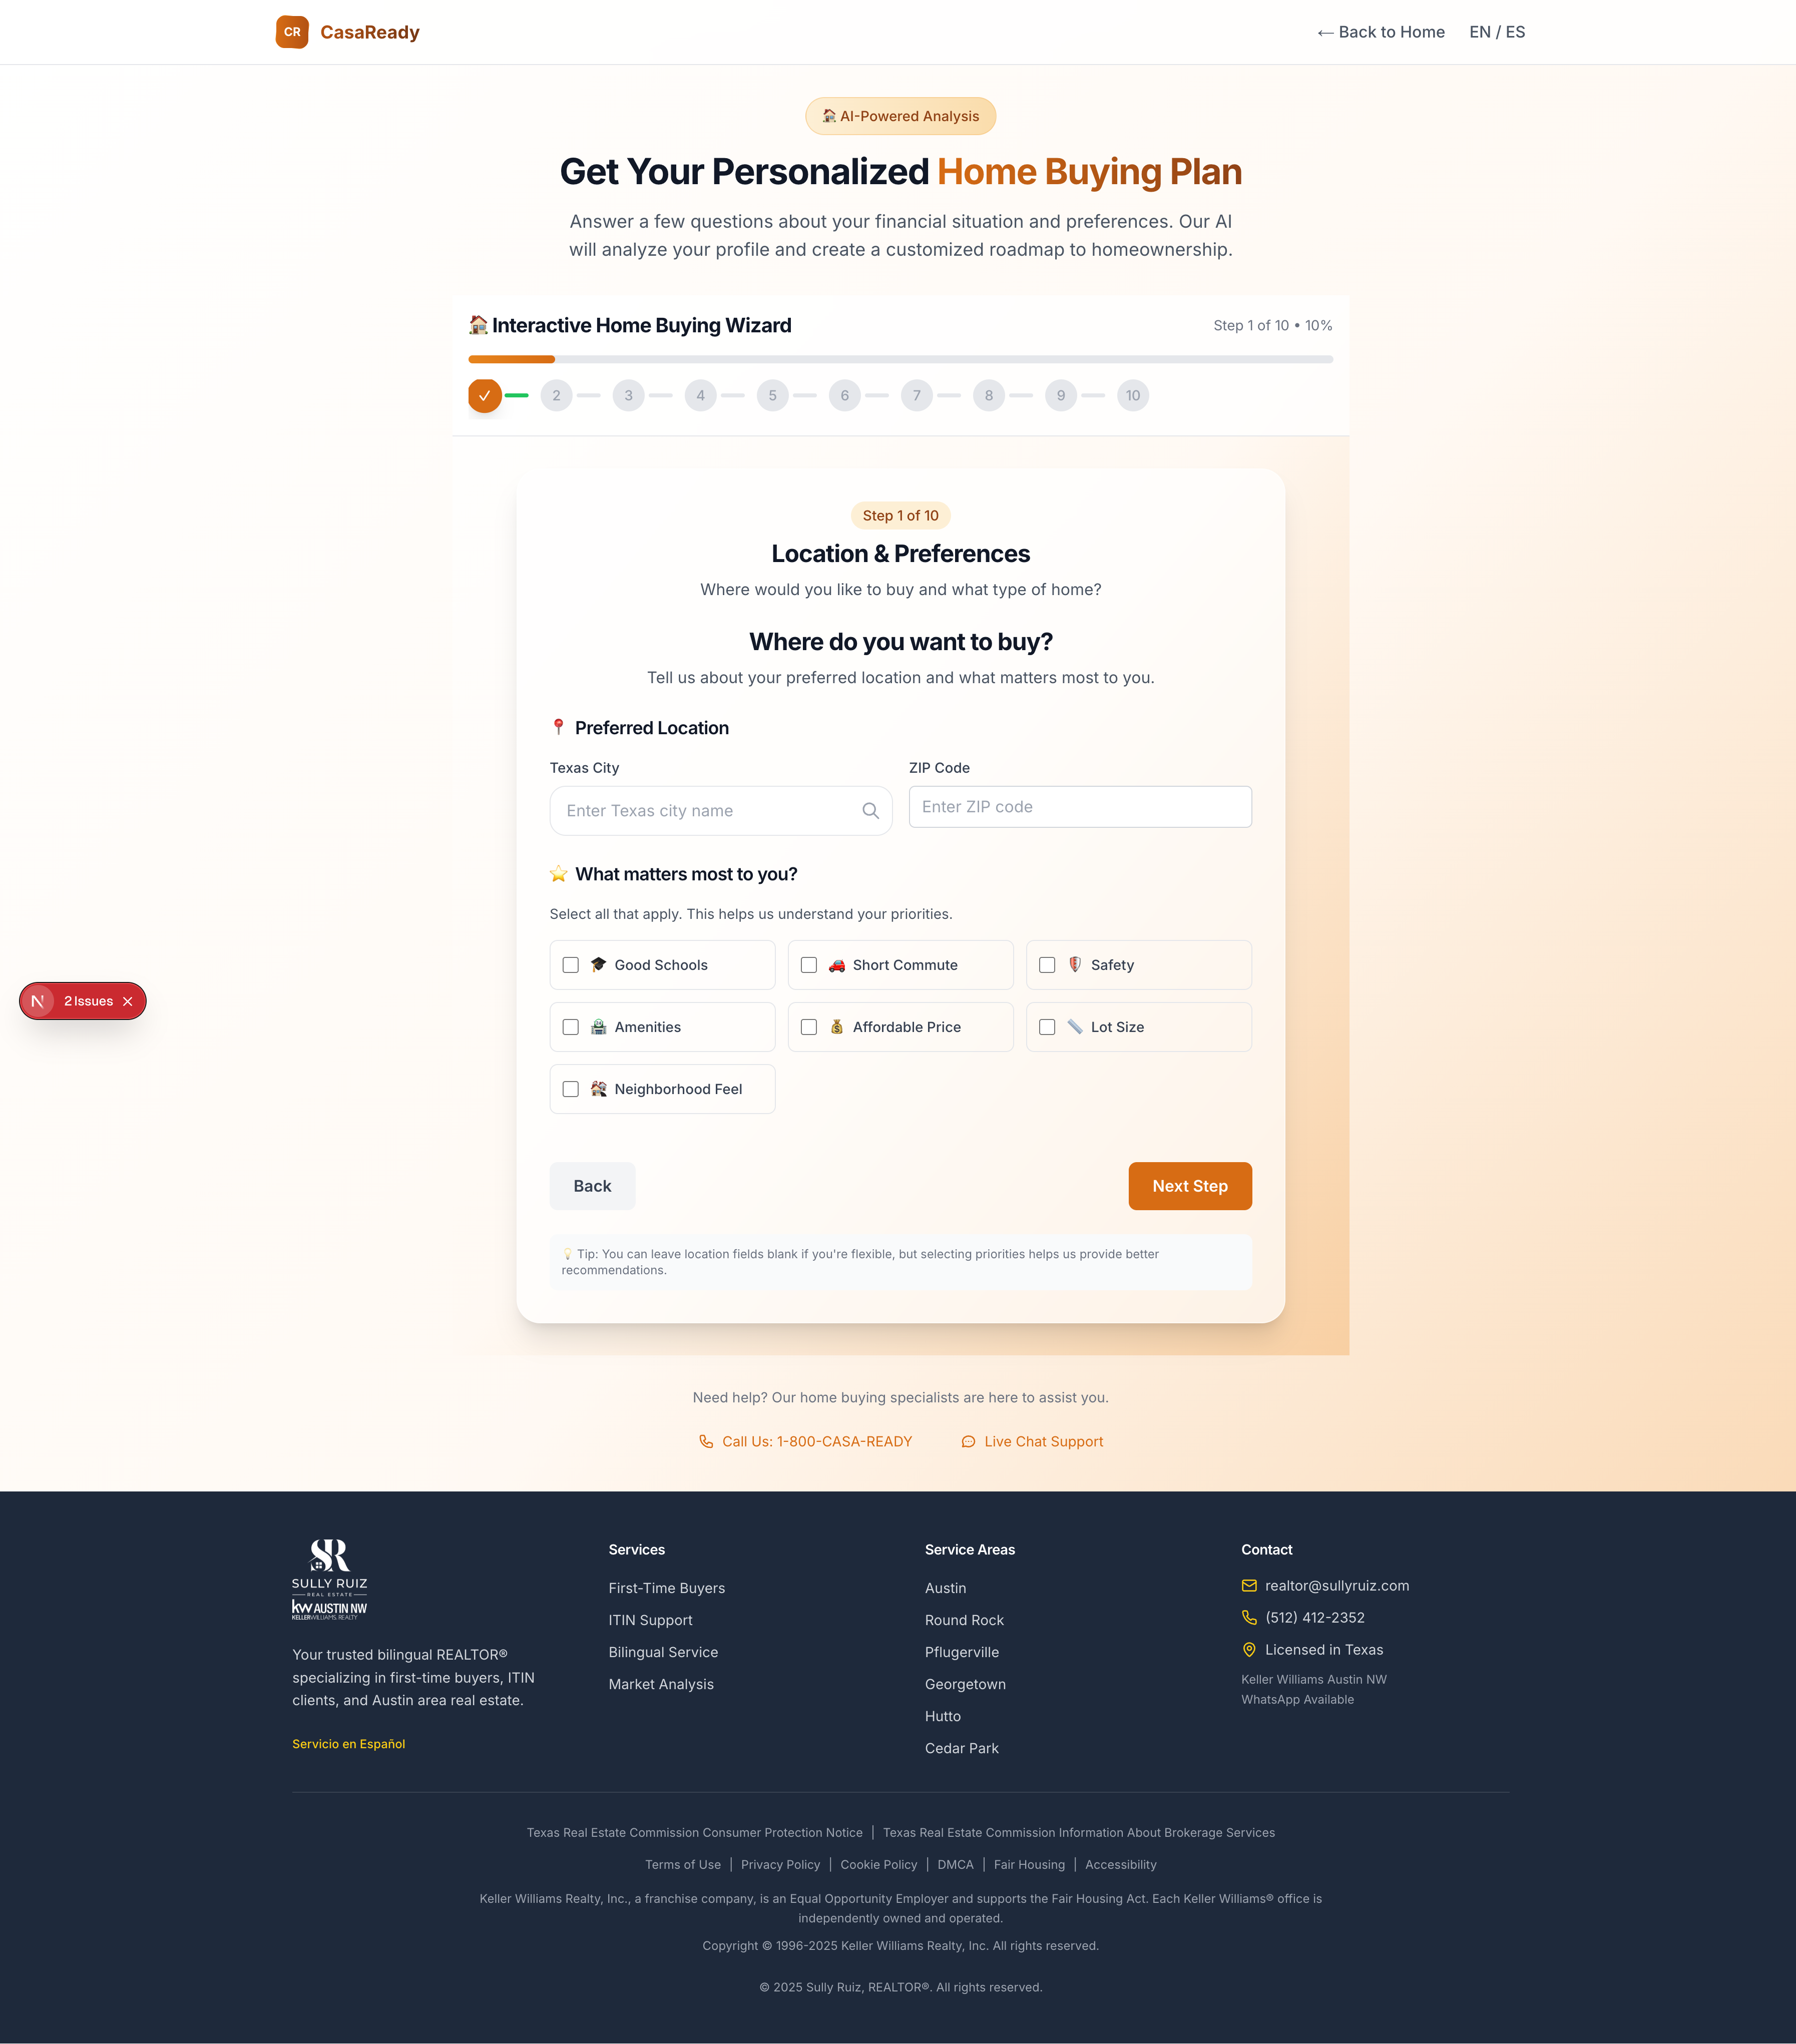 CR CasaReady
← Back to Home
EN / ES
AI-Powered Analysis
Get Your Personalized Home Buying Plan
Answer a few questions about your financial situation and preferences. Our AI
will analyze your profile and create a customized roadmap to homeownership.
Interactive Home Buying Wizard
Step 1 of 10 • 10%
2 3 4 5 6 7 8 9 10
Step 1 of 10
Location & Preferences
Where would you like to buy and what type of home?
Where do you want to buy?
Tell us about your preferred location and what matters most to you.
Preferred Location
Texas City
ZIP Code
Enter Texas city name
Enter ZIP code
What matters most to you?
Select all that apply. This helps us understand your priorities.
Good Schools
Short Commute
Safety
2 Issues
Amenities
Affordable Price
Lot Size
Neighborhood Feel
Back
Next Step
Tip: You can leave location fields blank if you're flexible, but selecting priorities helps us provide better
recommendations.
Need help? Our home buying specialists are here to assist you.
Call Us: 1-800-CASA-READY
Live Chat Support
SR
SULLY RUIZ
REAL ESTATE
kw AUSTIN NW
KELLERWILLIAMS. REALTY
Your trusted bilingual REALTOR®
specializing in first-time buyers, ITIN
clients, and Austin area real estate.
Servicio en Español
Services
First-Time Buyers
ITIN Support
Bilingual Service
Market Analysis
Service Areas
Austin
Round Rock
Pflugerville
Georgetown
Hutto
Cedar Park
Contact
realtor@sullyruiz.com
(512) 412-2352
Licensed in Texas
Keller Williams Austin NW
WhatsApp Available
Texas Real Estate Commission Consumer Protection Notice | Texas Real Estate Commission Information About Brokerage Services
Terms of Use | Privacy Policy | Cookie Policy | DMCA | Fair Housing | Accessibility
Keller Williams Realty, Inc., a franchise company, is an Equal Opportunity Employer and supports the Fair Housing Act. Each Keller Williams® office is
independently owned and operated.
Copyright © 1996-2025 Keller Williams Realty, Inc. All rights reserved.
© 2025 Sully Ruiz, REALTOR®. All rights reserved.